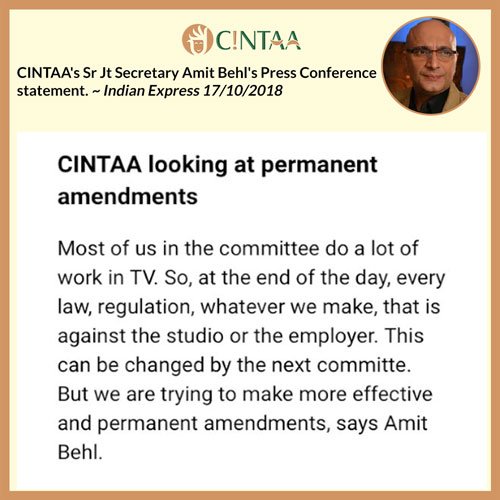 C!NTAA
CINTAA's Sr Jt Secretary Amit Behl's Press Conference
statement. ~ Indian Express 17/10/2018
CINTAA looking at permanent
amendments
Most of us in the committee do a lot of
work in TV. So, at the end of the day, every
law, regulation, whatever we make, that is
against the studio or the employer. This
can be changed by the next committe.
But we are trying to make more effective
and permanent amendments, says Amit
Behl.